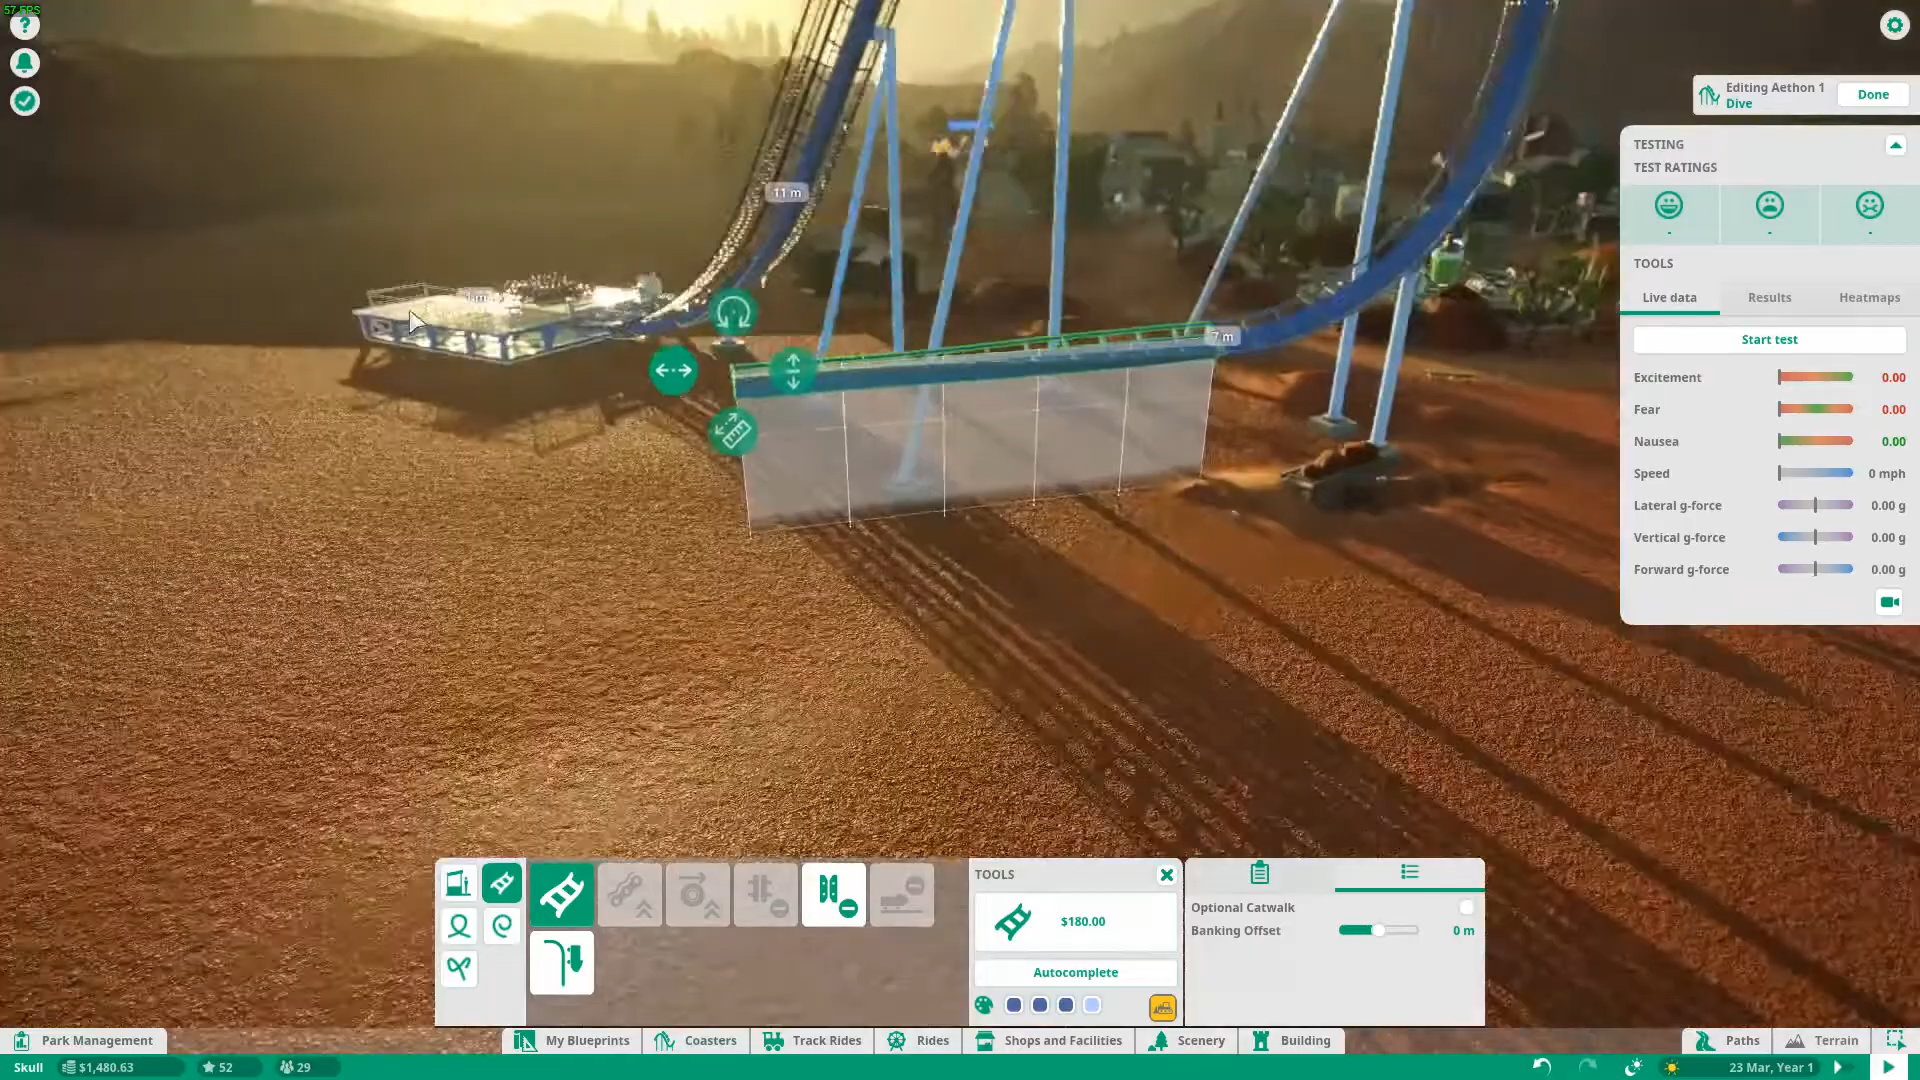 57 FPS
Editing Aethon 1
Dive
Done
TESTING
TEST RATINGS
-
-
-
TOOLS
Live data
Results
Heatmaps
Start test
Excitement
0.00
Fear
0.00
Nausea
0.00
Speed
0 mph
Lateral g-force
0.00 g
Vertical g-force
0.00 g
Forward g-force
0.00 g
11 m
7 m
TOOLS
$180.00
Autocomplete
Optional Catwalk
Banking Offset
0 m
Park Management
My Blueprints
Coasters
Track Rides
Rides
Shops and Facilities
Scenery
Building
Paths
Terrain
Skull
$1,480.63
52
29
23 Mar, Year 1